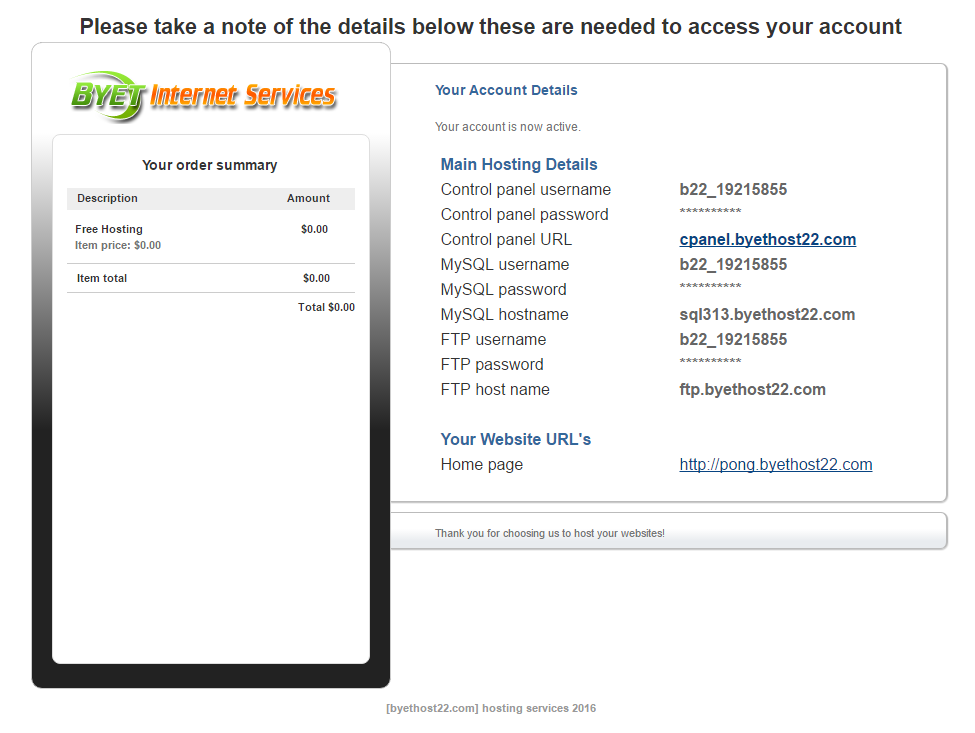 Please take a note of the details below these are needed to access your account
BYET Internet Services
Your order summary
Description Amount
Free Hosting $0.00
Item price: $0.00
Item total $0.00
Total $0.00
Your Account Details
Your account is now active.
Main Hosting Details
Control panel username b22_19215855
Control panel password **********
Control panel URL cpanel.byethost22.com
MySQL username b22_19215855
MySQL password **********
MySQL hostname sql313.byethost22.com
FTP username b22_19215855
FTP password **********
FTP host name ftp.byethost22.com
Your Website URL's
Home page http://pong.byethost22.com
Thank you for choosing us to host your websites!
[byethost22.com] hosting services 2016